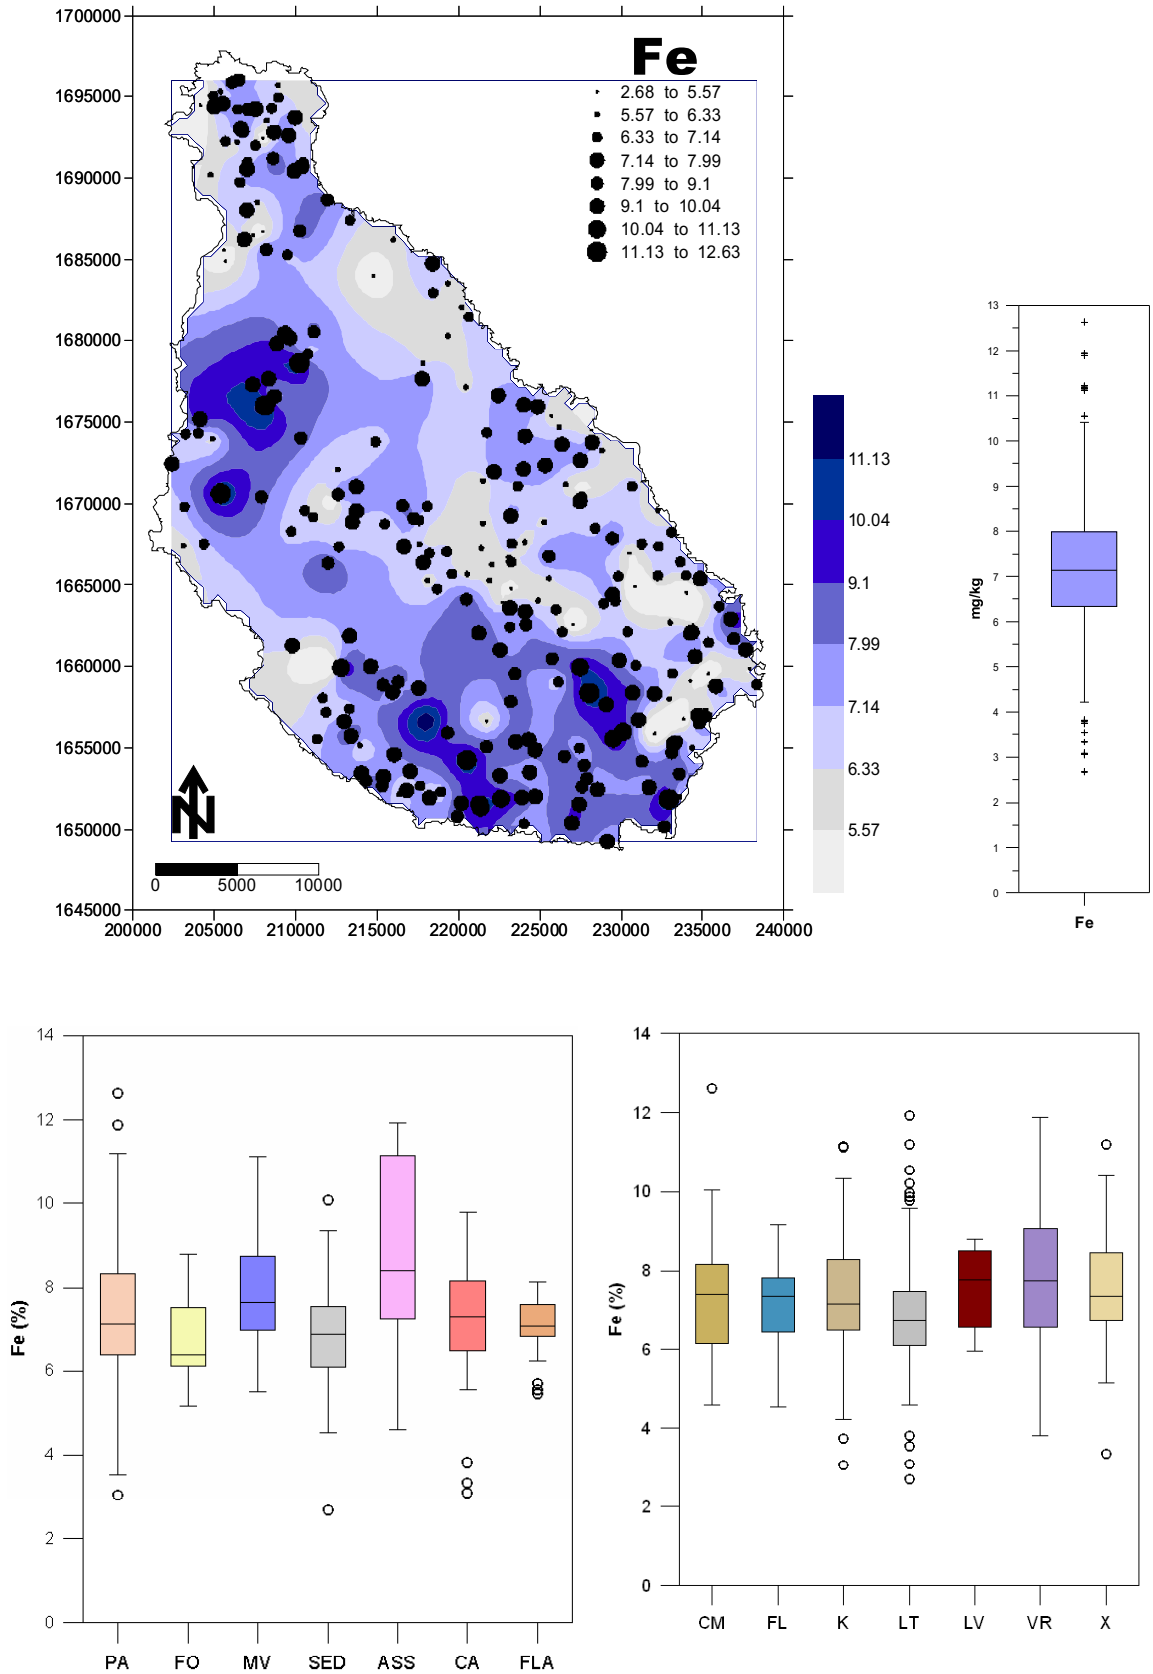 Fe
2.68 to 5.57
5.57 to 6.33
6.33 to 7.14
7.14 to 7.99
7.99 to 9.1
9.1 to 10.04
10.04 to 11.13
11.13 to 12.63
1700000
1695000
1690000
1685000
1680000
1675000
1670000
1665000
1660000
1655000
1650000
1645000
200000 205000 210000 215000 220000 225000 230000 235000 240000
N
0 5000 10000
11.13
10.04
9.1
7.99
7.14
6.33
5.57
13
12
11
10
9
8
7
6
5
4
3
2
1
0
mg/kg
Fe
14
12
10
8
6
4
2
0
Fe (%)
PA FO MV SED ASS CA FLA
14
12
10
8
6
4
2
0
Fe (%)
CM FL K LT LV VR X